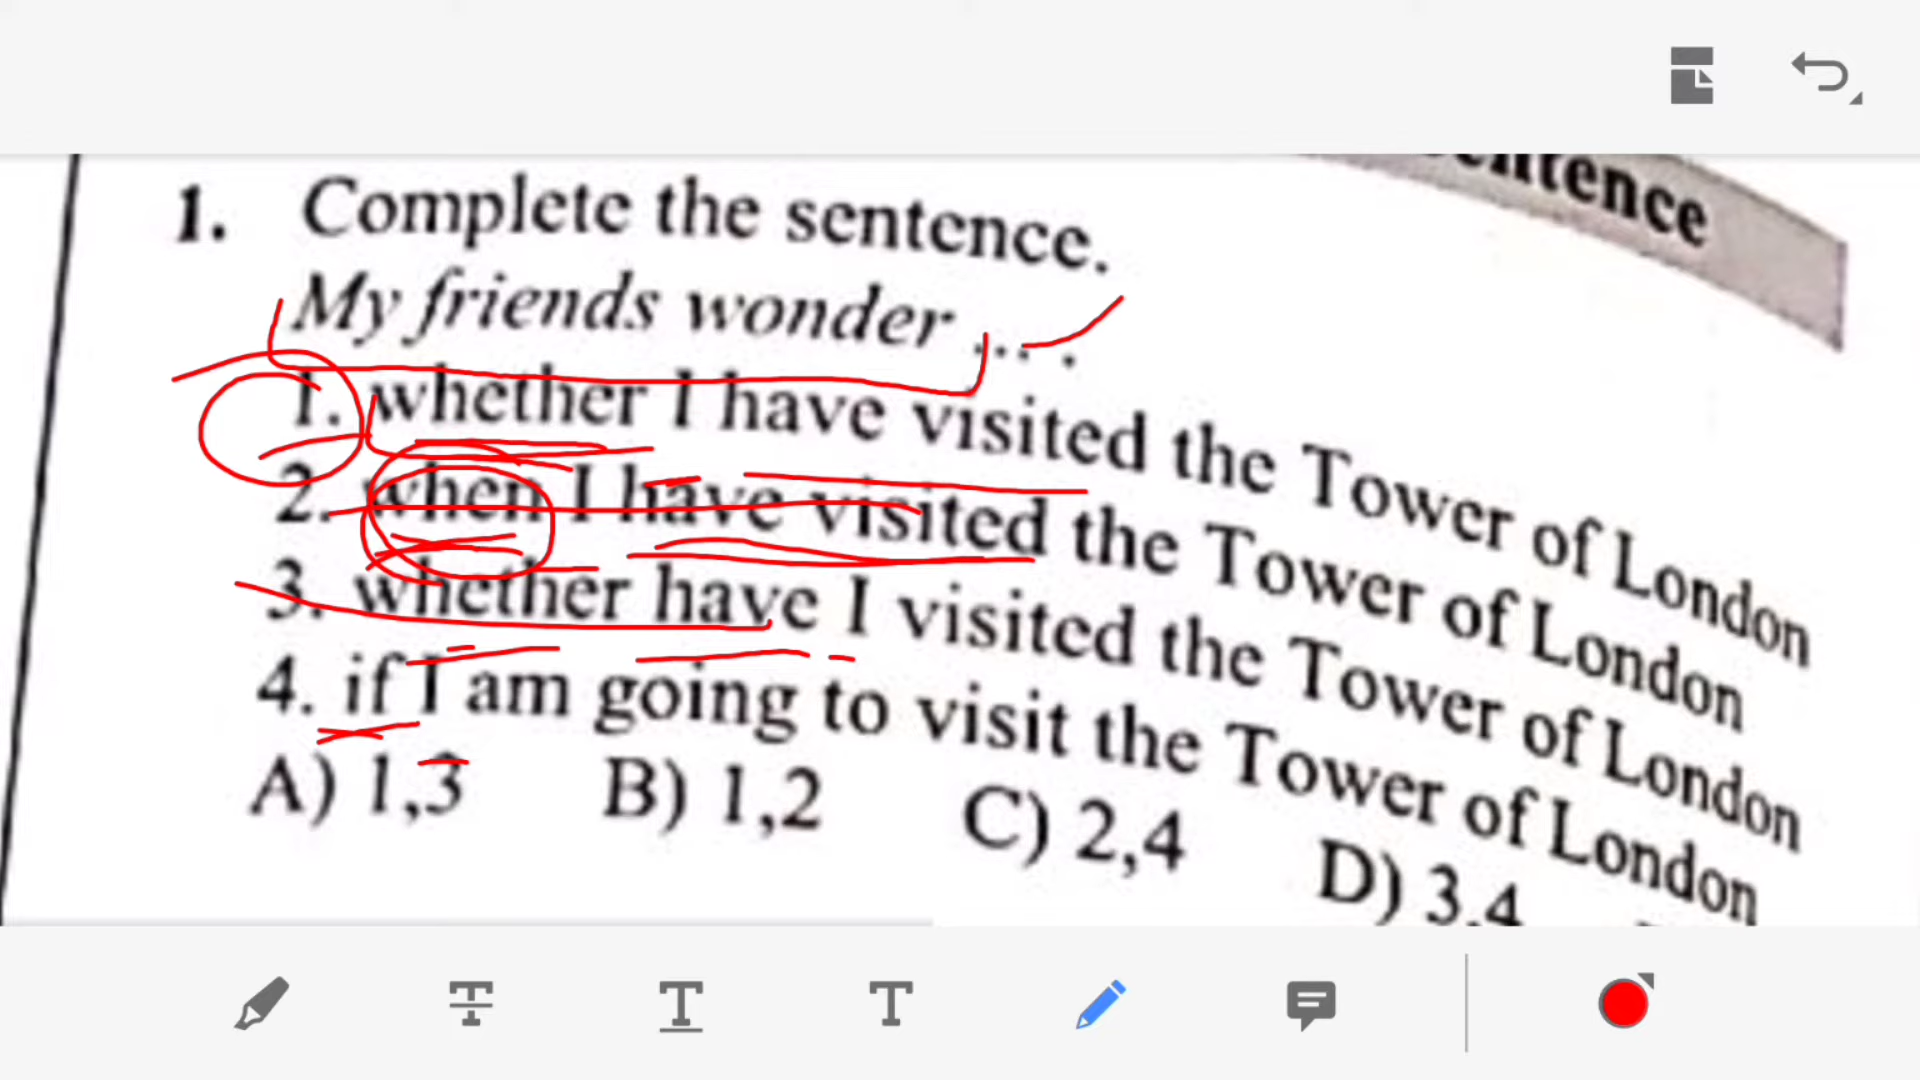 entence
1. Complete the sentence.
My friends wonder ... .
1. whether I have visited the Tower of London
2. when I have visited the Tower of London
3. whether have I visited the Tower of London
4. if I am going to visit the Tower of London
A) 1,3 B) 1,2 C) 2,4 D) 3,4